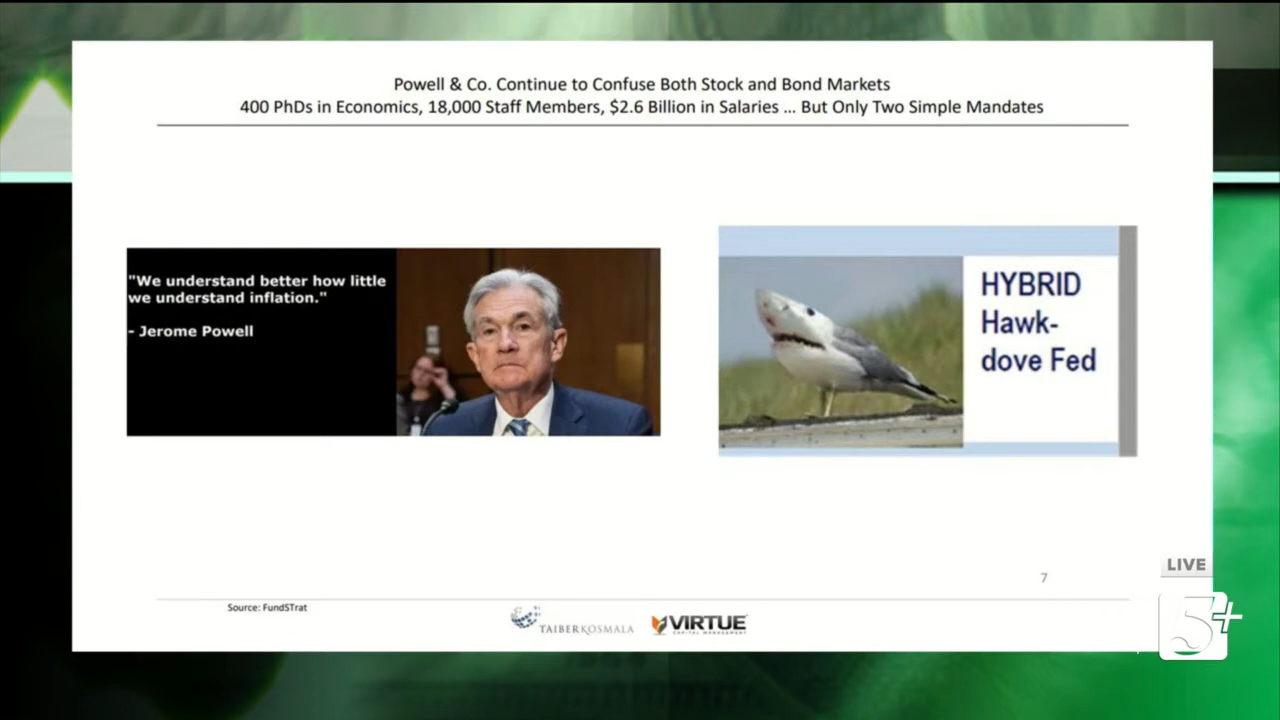 Powell & Co. Continue to Confuse Both Stock and Bond Markets
400 PhDs in Economics, 18,000 Staff Members, $2.6 Billion in Salaries ... But Only Two Simple Mandates
"We understand better how little
we understand inflation."
- Jerome Powell
HYBRID
Hawk-
dove Fed
7
Source: FundSTrat
TAIBERKOSMALA
VIRTUE
CAPITAL MANAGEMENT
LIVE
5+